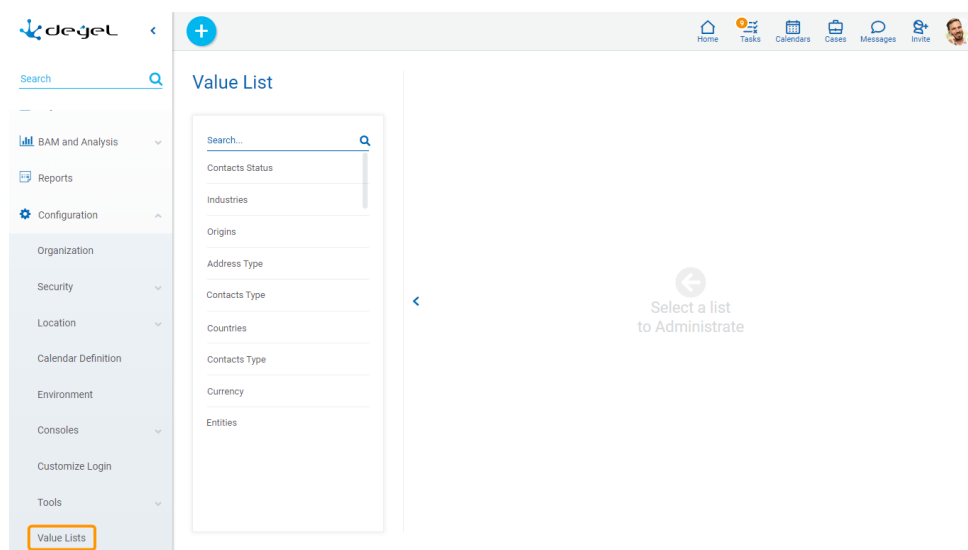 deyel
Search
BAM and Analysis
Reports
Configuration
Organization
Security
Location
Calendar Definition
Environment
Consoles
Customize Login
Tools
Value Lists
Home
9
Tasks
Calendars
Cases
Messages
Invite
Value List
Search...
Contacts Status
Industries
Origins
Address Type
Contacts Type
Countries
Contacts Type
Currency
Entities
Select a list
to Administrate